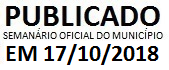 PUBLICADO
SEMANÁRIO OFICIAL DO MUNICÍPIO
EM 17/10/2018